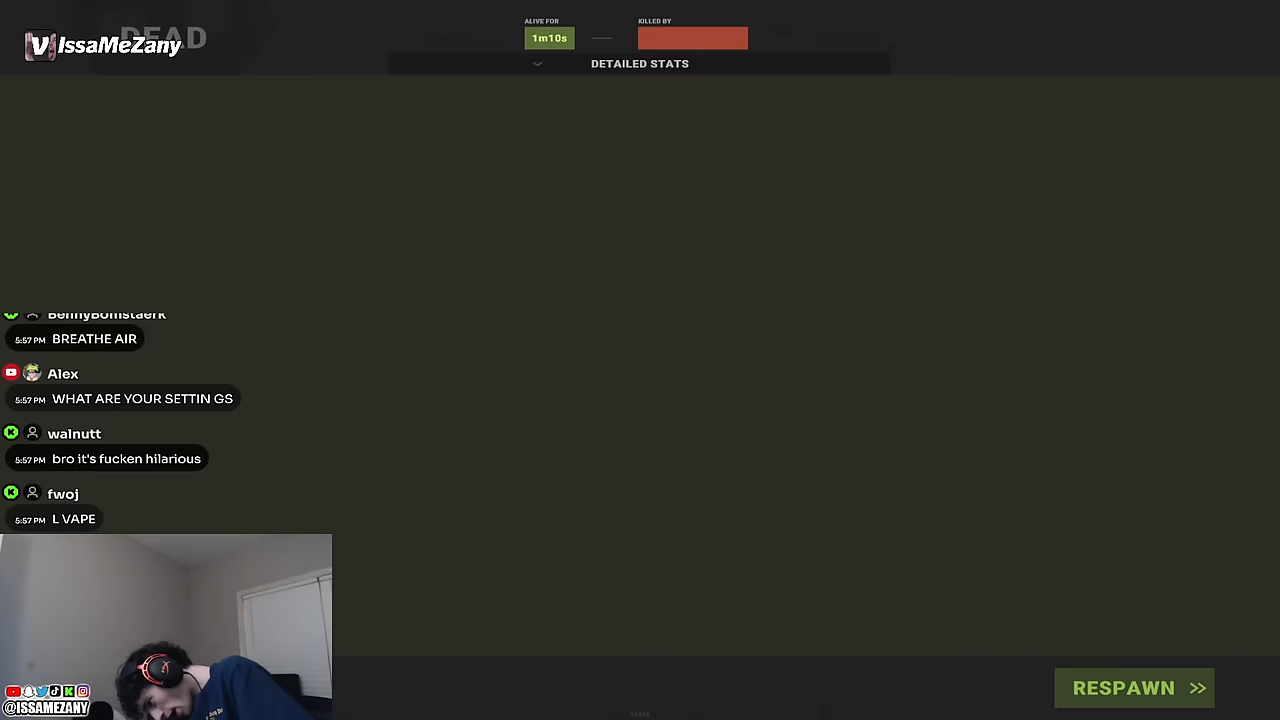 DEAD
IssaMeZany
ALIVE FOR
1m10s
KILLED BY
DETAILED STATS
BennyBomstaerk
5:57 PM BREATHE AIR
Alex
5:57 PM WHAT ARE YOUR SETTIN GS
walnutt
5:57 PM bro it's fucken hilarious
fwoj
5:57 PM L VAPE
@ISSAMEZANY
RESPAWN